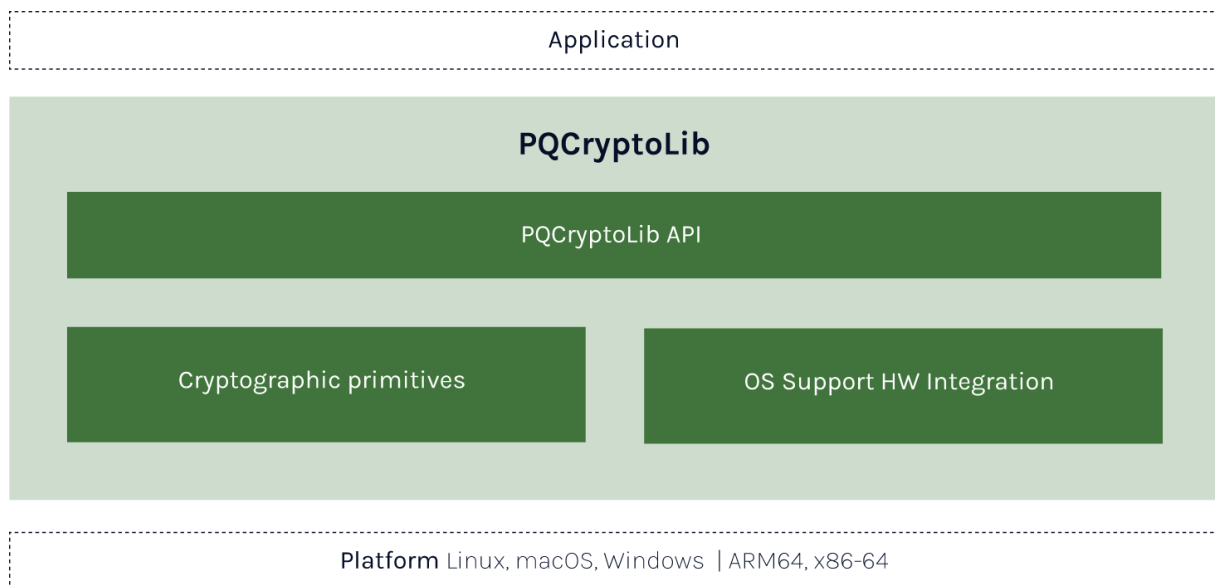 Application
PQCryptoLib
PQCryptoLib API
Cryptographic primitives
OS Support HW Integration
Platform Linux, macOS, Windows | ARM64, x86-64